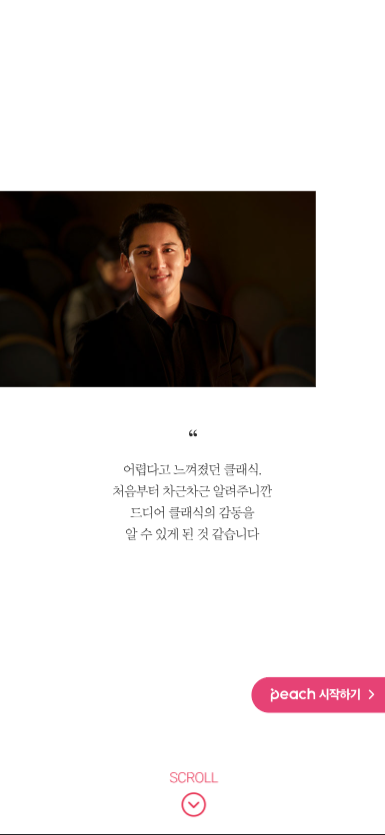 “
어렵다고 느껴졌던 클래식.
처음부터 차근차근 알려주니깐
드디어 클래식의 감동을
알 수 있게 된 것 같습니다
peach 시작하기
SCROLL